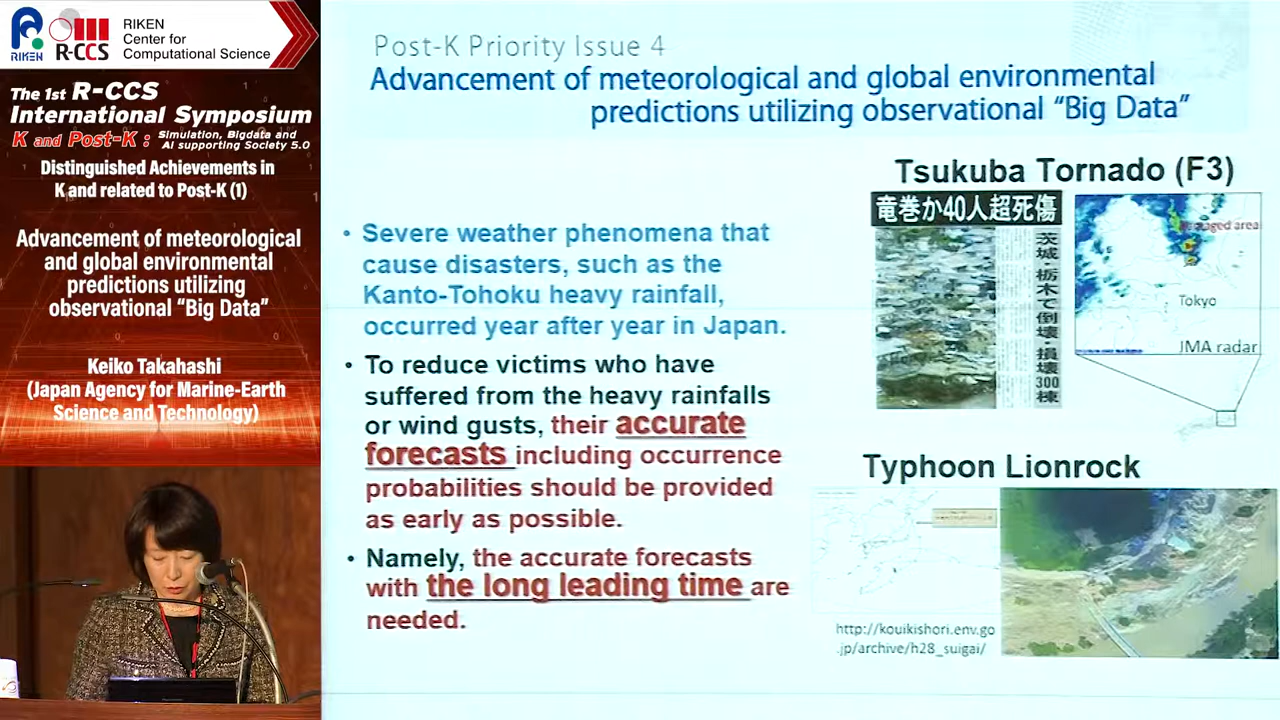 RIKEN
R-CCS
RIKEN
Center for
Computational Science
The 1st R-CCS
International Symposium
K and Post-K : Simulation, Bigdata and
AI supporting Society 5.0
Distinguished Achievements in
K and related to Post-K (1)
Advancement of meteorological
and global environmental
predictions utilizing
observational “Big Data”
Keiko Takahashi
(Japan Agency for Marine-Earth
Science and Technology)
Post-K Priority Issue 4
Advancement of meteorological and global environmental
predictions utilizing observational “Big Data”
• Severe weather phenomena that
cause disasters, such as the
Kanto-Tohoku heavy rainfall,
occurred year after year in Japan.
• To reduce victims who have
suffered from the heavy rainfalls
or wind gusts, their accurate
forecasts including occurrence
probabilities should be provided
as early as possible.
• Namely, the accurate forecasts
with the long leading time are
needed.
Tsukuba Tornado (F3)
竜巻か40人超死傷
茨城・栃木で倒壊・損壊300棟
area
Tokyo
JMA radar
Typhoon Lionrock
http://kouikishori.env.go
.jp/archive/h28_suigai/